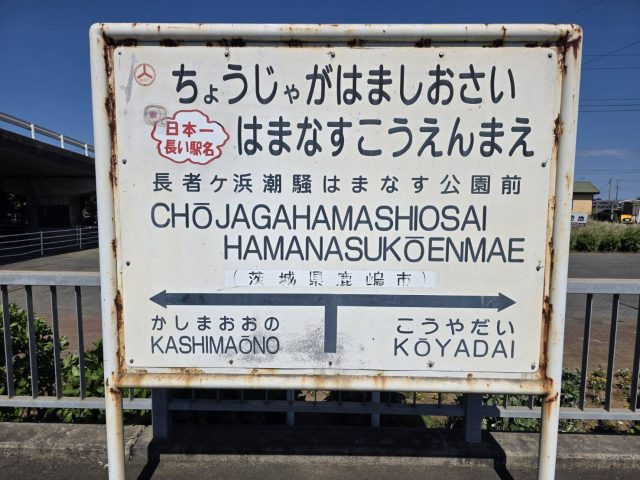 ちょうじゃがはましおさい
日本一
長い駅名
はまなすこうえんまえ
長者ヶ浜潮騒はまなす公園前
CHŌJAGAHAMASHIOSAI
HAMANASUKŌENMAE
(茨城県鹿嶋市)
かしまおおの
KASHIMAŌNO
こうやだい
KŌYADAI